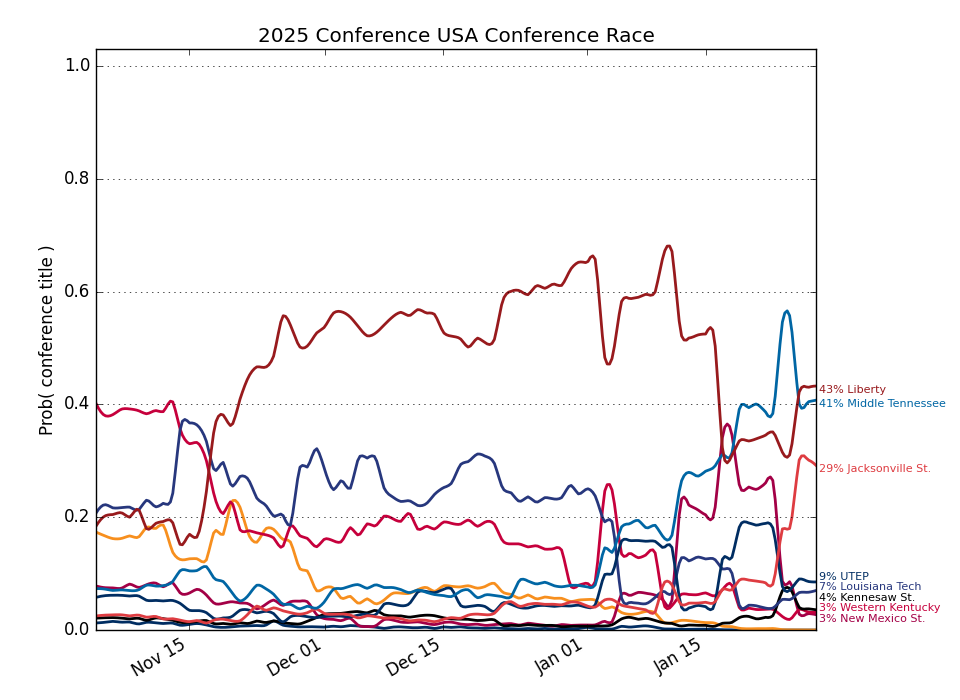 2025 Conference USA Conference Race
Prob( conference title )
1.0
0.8
0.6
0.4
0.2
0.0
Nov 15
Dec 01
Dec 15
Jan 01
Jan 15
43% Liberty
41% Middle Tennessee
29% Jacksonville St.
9% UTEP
7% Louisiana Tech
4% Kennesaw St.
3% Western Kentucky
3% New Mexico St.